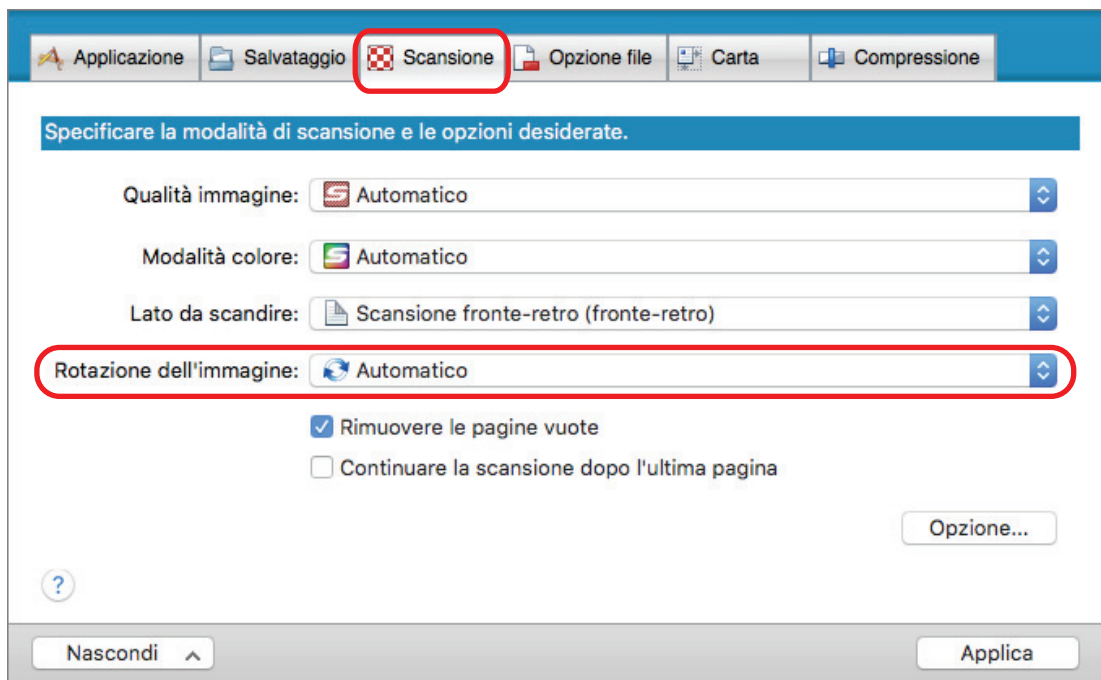 Applicazione Salvataggio Scansione Opzione file Carta Compressione
Specificare la modalità di scansione e le opzioni desiderate.
Qualità immagine: Automatico
Modalità colore: Automatico
Lato da scandire: Scansione fronte-retro (fronte-retro)
Rotazione dell'immagine: Automatico
Rimuovere le pagine vuote
Continuare la scansione dopo l'ultima pagina
Opzione...
?
Nascondi Applica